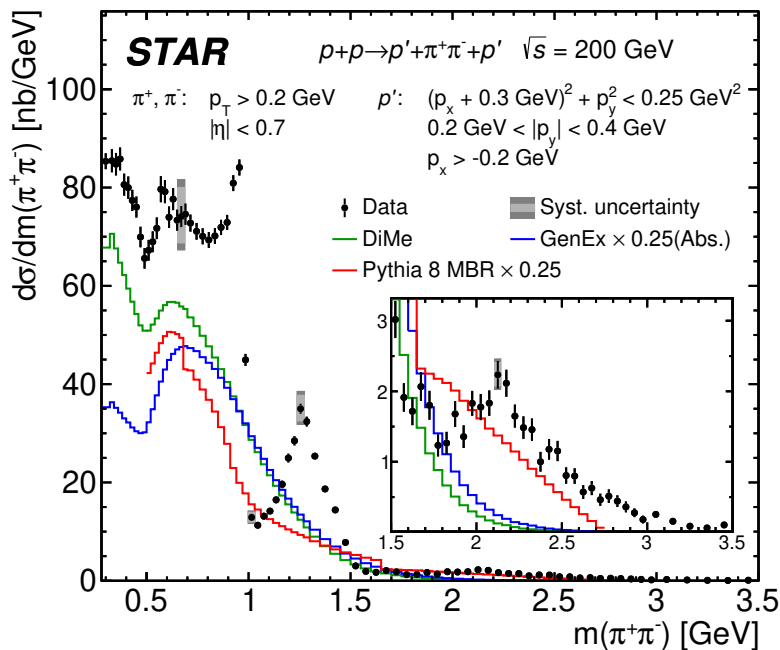 STAR p+p→p'+π⁺π⁻+p' √s = 200 GeV
π⁺, π⁻: p_T > 0.2 GeV p': (p_x + 0.3 GeV)² + p_y² < 0.25 GeV²
|η| < 0.7 0.2 GeV < |p_y| < 0.4 GeV
p_x > -0.2 GeV
Data Syst. uncertainty
DiMe GenEx × 0.25(Abs.)
Pythia 8 MBR × 0.25
dσ/dm(π⁺π⁻) [nb/GeV]
100
80
60
40
20
0
3
2
1
1.5 2 2.5 3 3.5
0.5 1 1.5 2 2.5 3 3.5
m(π⁺π⁻) [GeV]